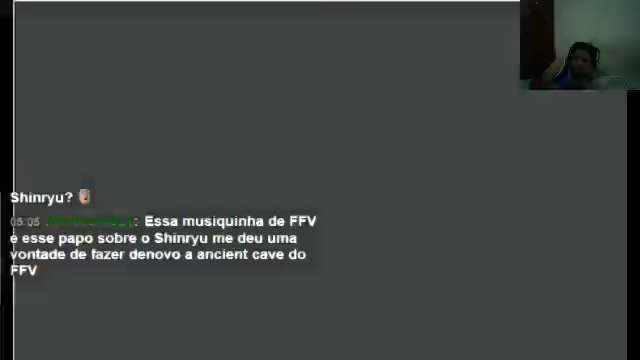 Shinryu?
05:05 : Essa musiquinha de FFV
e esse papo sobre o Shinryu me deu uma
vontade de fazer denovo a ancient cave do
FFV